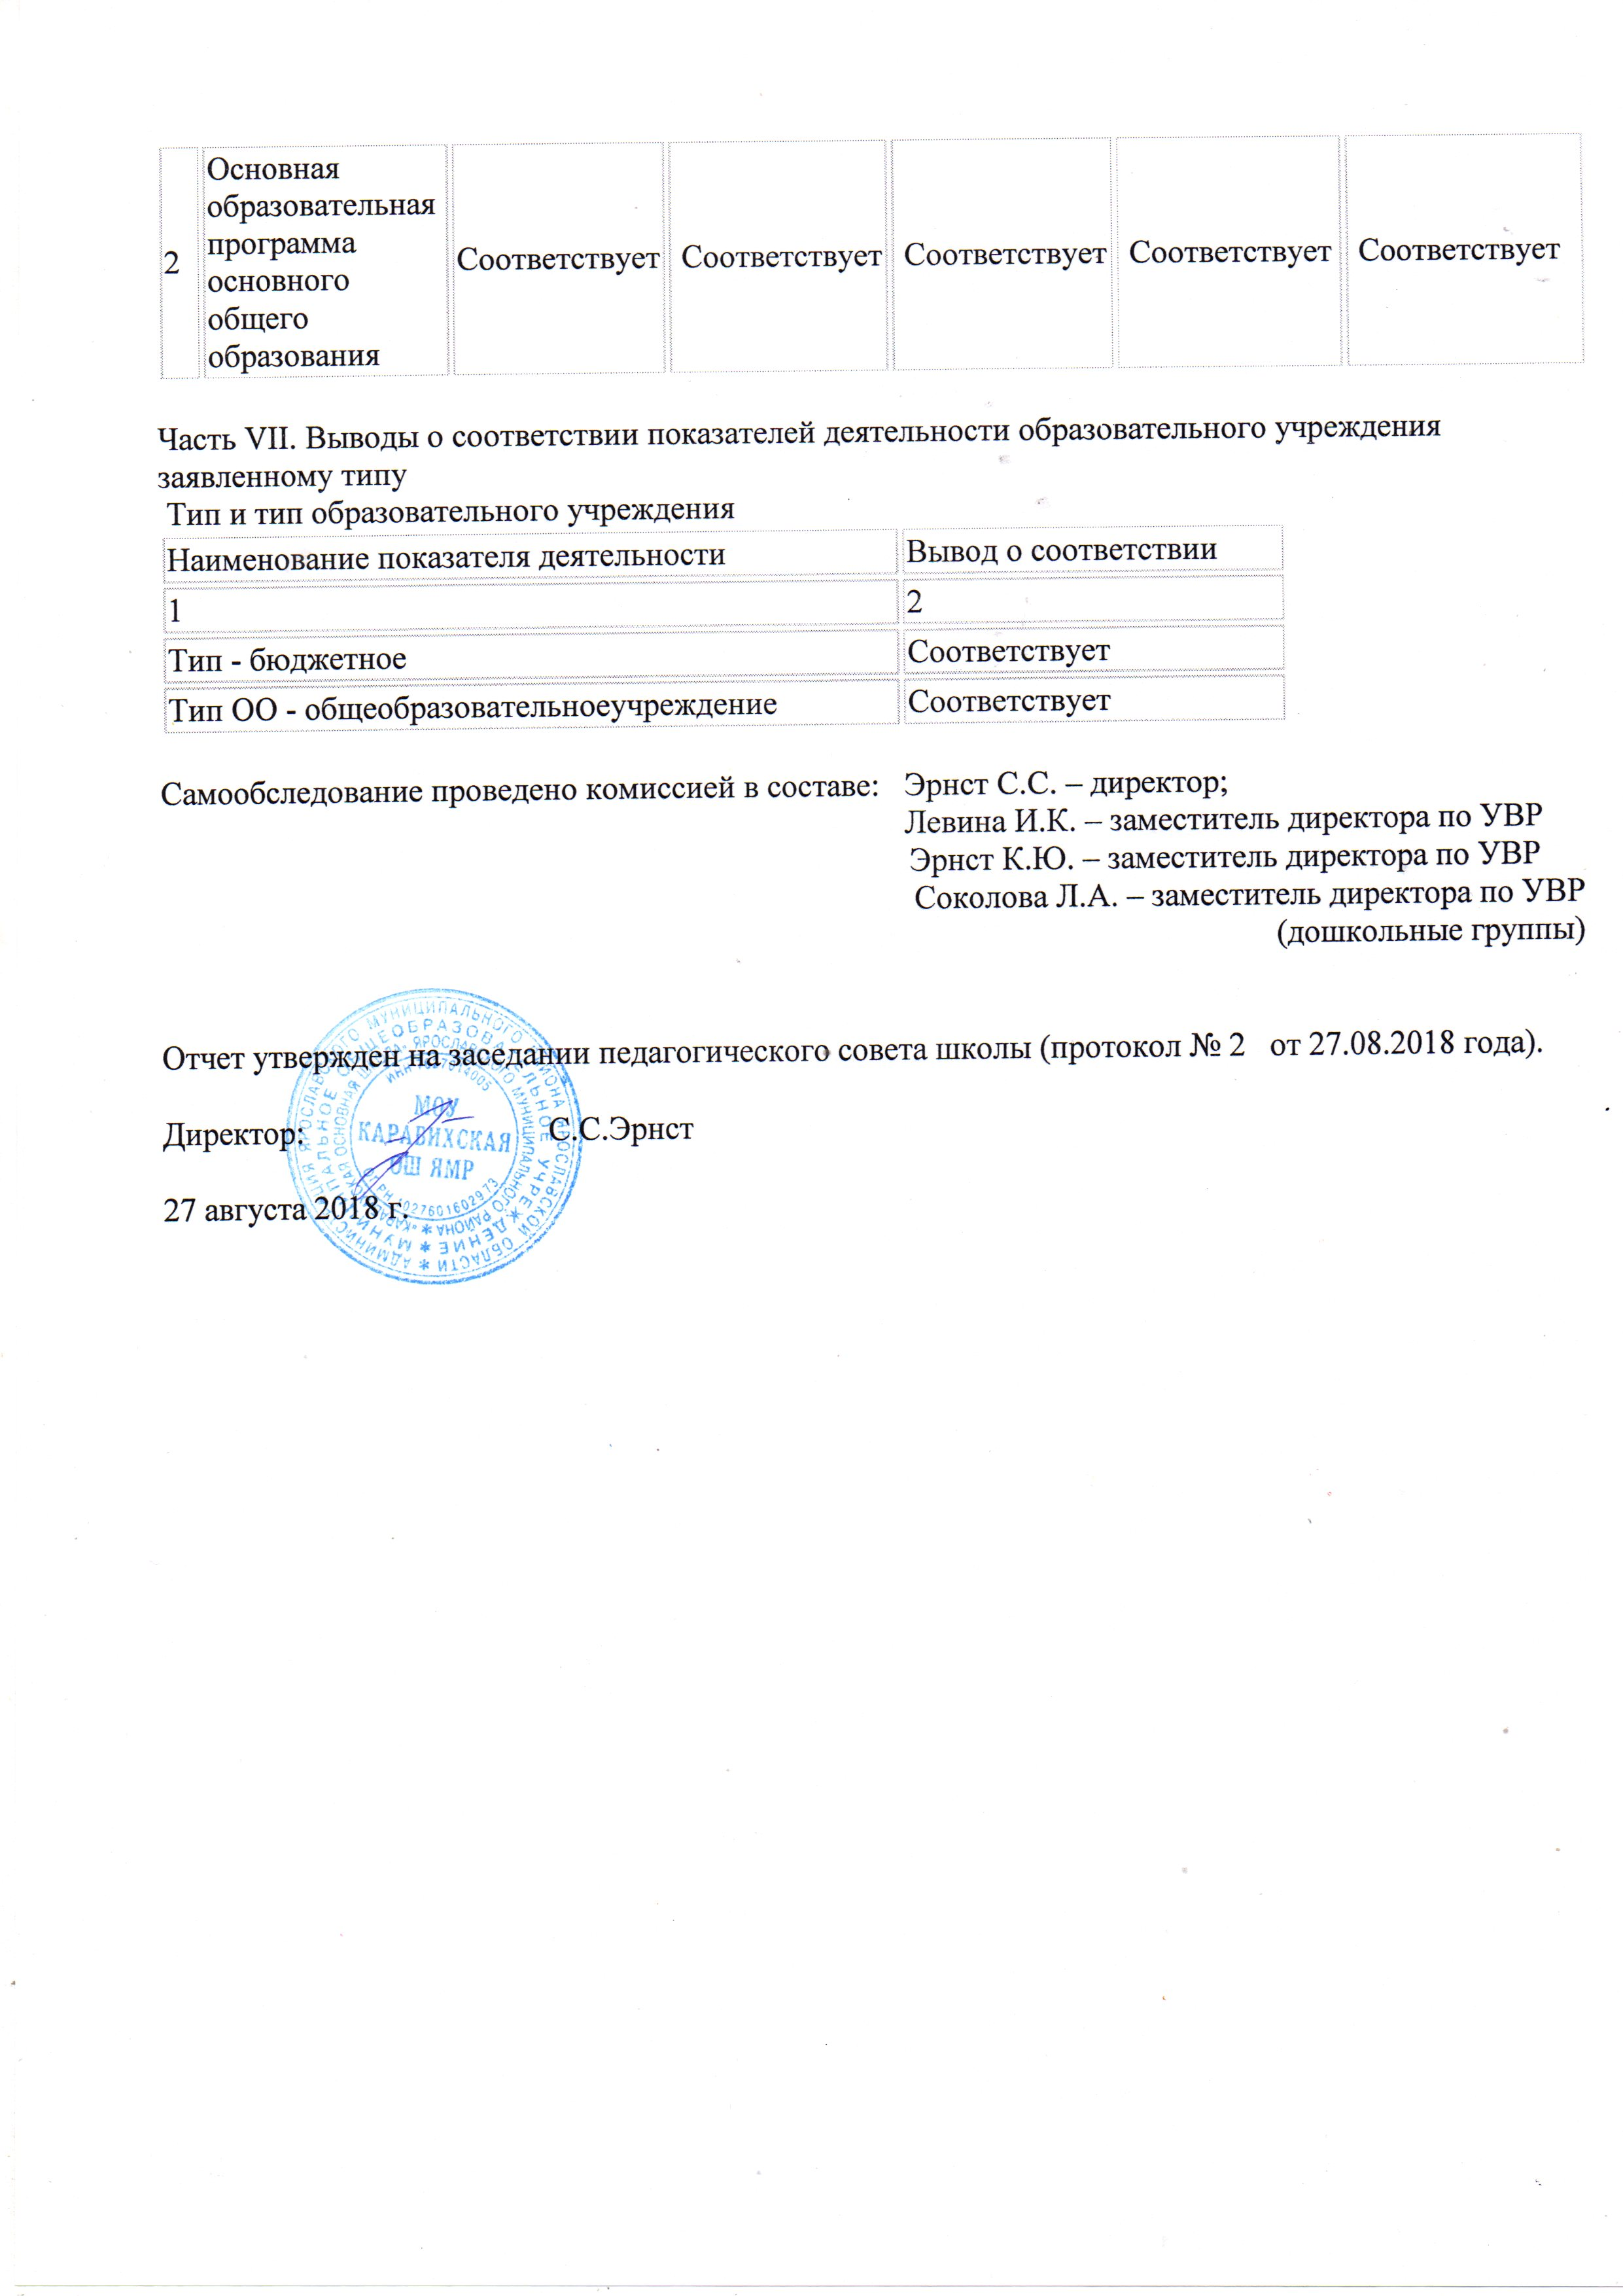 2
Основная
образовательная
программа
основного
общего
образования
Соответствует
Соответствует
Соответствует
Соответствует
Соответствует
Часть VII. Выводы о соответствии показателей деятельности образовательного учреждения
заявленному типу
Тип и тип образовательного учреждения
Наименование показателя деятельности
Вывод о соответствии
1
2
Тип - бюджетное
Соответствует
Тип ОО - общеобразовательноеучреждение
Соответствует
Самообследование проведено комиссией в составе: Эрнст С.С. – директор;
Левина И.К. – заместитель директора по УВР
Эрнст К.Ю. – заместитель директора по УВР
Соколова Л.А. – заместитель директора по УВР
(дошкольные группы)
Отчет утвержден на заседании педагогического совета школы (протокол № 2 от 27.08.2018 года).
Директор: С.С.Эрнст
27 августа 2018 г.
МОУ
КАРАБИХСКАЯ
ОШ ЯМР